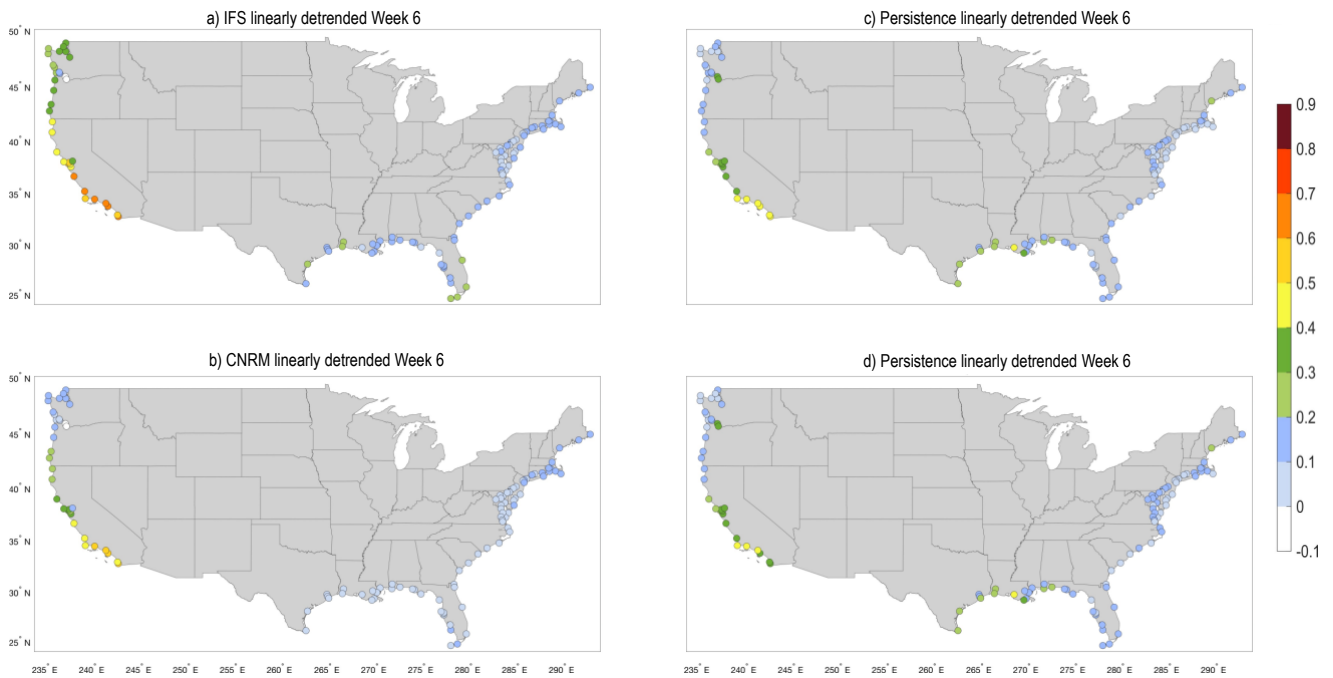 a) IFS linearly detrended Week 6
50° N
45° N
40° N
35° N
30° N
25° N
c) Persistence linearly detrended Week 6
0.9
0.8
0.7
0.6
0.5
0.4
0.3
0.2
0.1
0
-0.1
b) CNRM linearly detrended Week 6
50° N
45° N
40° N
35° N
30° N
25° N
235° E 240° E 245° E 250° E 255° E 260° E 265° E 270° E 275° E 280° E 285° E 290° E
d) Persistence linearly detrended Week 6
235° E 240° E 245° E 250° E 255° E 260° E 265° E 270° E 275° E 280° E 285° E 290° E